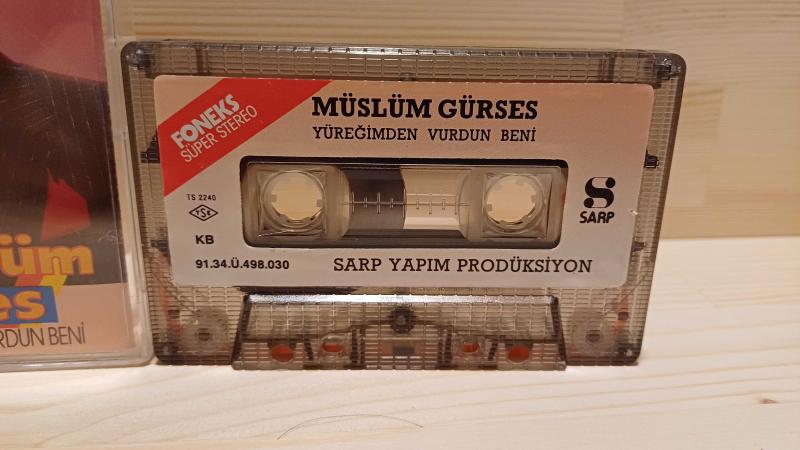 FONEKS
SÜPER STEREO
MÜSLÜM GÜRSES
YÜREĞİMDEN VURDUN BENİ
TS 2240
TSE
KB
91.34.Ü.498.030
S
SARP
SARP YAPIM PRODÜKSİYON
üm
es
RDUN BENİ